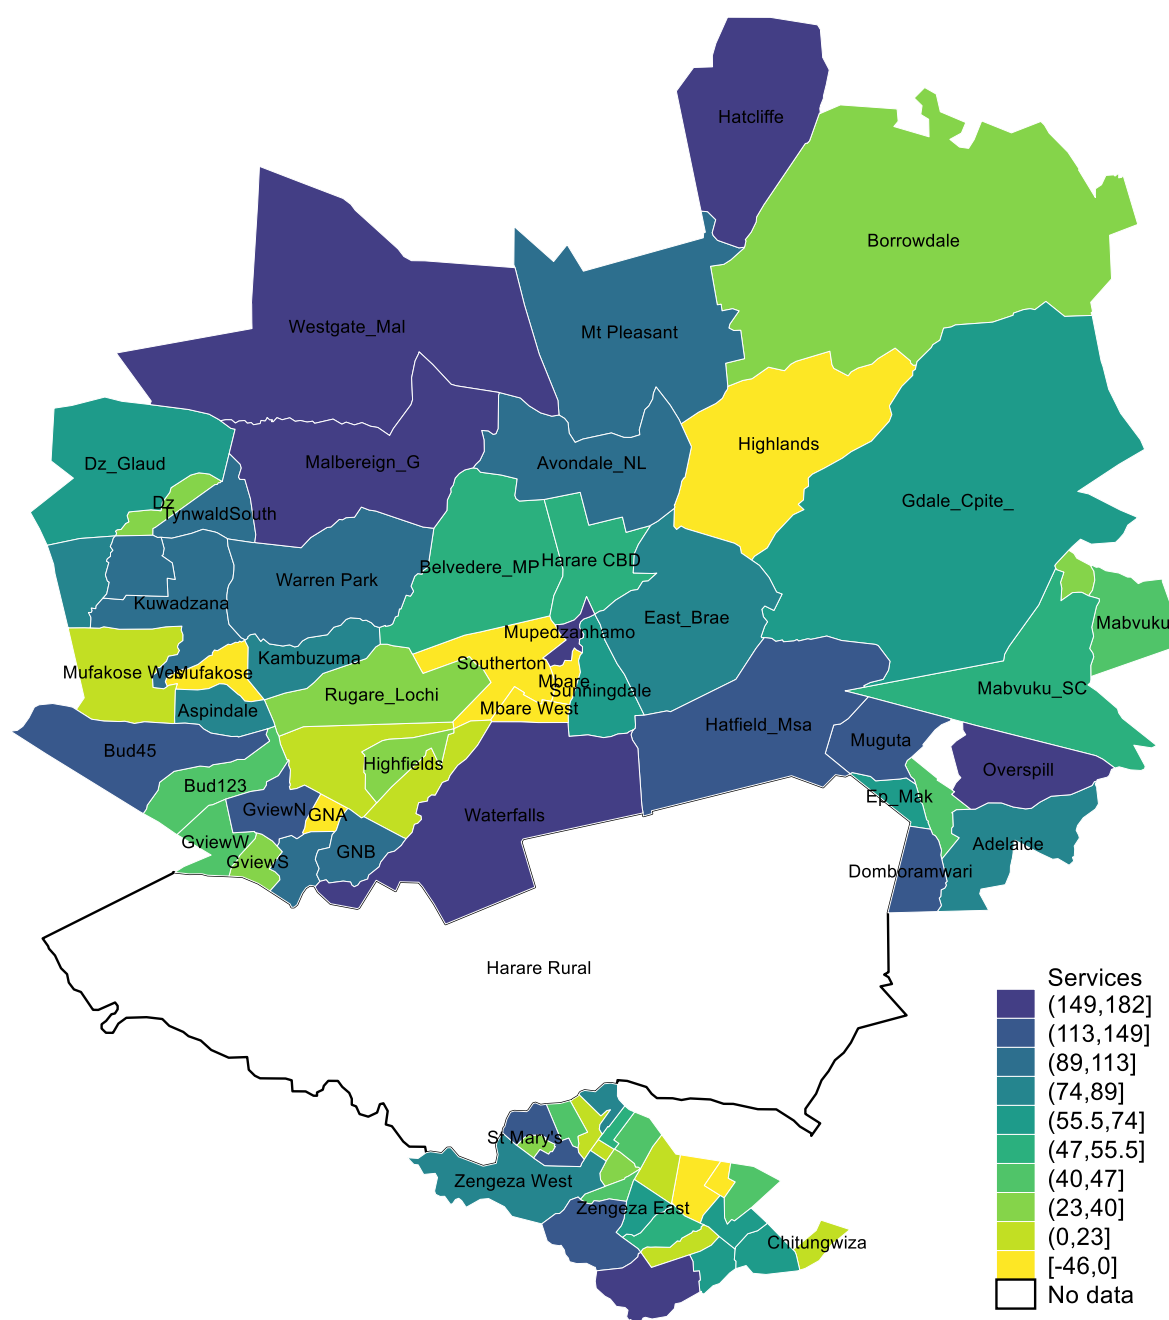 Hatcliffe
Borrowdale
Westgate_Mal
Mt Pleasant
Highlands
Dz_Glaud
Malbereign_G
Avondale_NL
Dz
TynwaldSouth
Gdale_Cpite_
Belvedere_MP
Harare CBD
Warren Park
Kuwadzana
East_Brae
Mabvuku
Mupedzanhamo
Kambuzuma
Southerton
Mufakose Wes
Mufakose
Mbare
Sunningdale
Rugare_Lochi
Mabvuku_SC
Aspindale
Mbare West
Hatfield_Msa
Bud45
Muguta
Highfields
Overspill
Bud123
Ep_Mak
GviewN
GNA
Waterfalls
GviewW
GviewS
GNB
Adelaide
Domboramwari
Harare Rural
St Mary's
Zengeza West
Zengeza East
Chitungwiza
Services
(149,182]
(113,149]
(89,113]
(74,89]
(55.5,74]
(47,55.5]
(40,47]
(23,40]
(0,23]
[-46,0]
No data